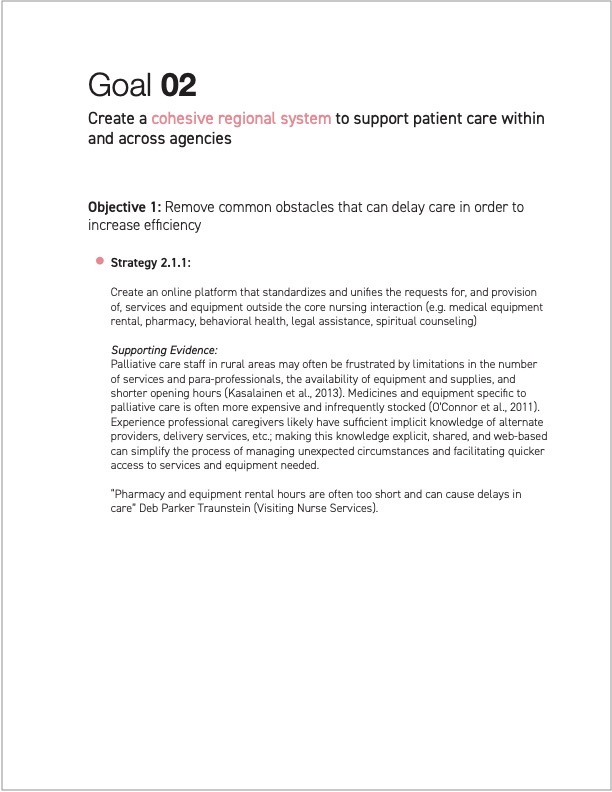 Goal 02
Create a cohesive regional system to support patient care within
and across agencies
Objective 1: Remove common obstacles that can delay care in order to
increase efficiency
Strategy 2.1.1:
Create an online platform that standardizes and unifies the requests for, and provision
of, services and equipment outside the core nursing interaction (e.g. medical equipment
rental, pharmacy, behavioral health, legal assistance, spiritual counseling)
Supporting Evidence:
Palliative care staff in rural areas may often be frustrated by limitations in the number
of services and para-professionals, the availability of equipment and supplies, and
shorter opening hours (Kasalainen et al., 2013). Medicines and equipment specific to
palliative care is often more expensive and infrequently stocked (O'Connor et al., 2011).
Experience professional caregivers likely have sufficient implicit knowledge of alternate
providers, delivery services, etc.; making this knowledge explicit, shared, and web-based
can simplify the process of managing unexpected circumstances and facilitating quicker
access to services and equipment needed.
"Pharmacy and equipment rental hours are often too short and can cause delays in
care" Deb Parker Traunstein (Visiting Nurse Services).